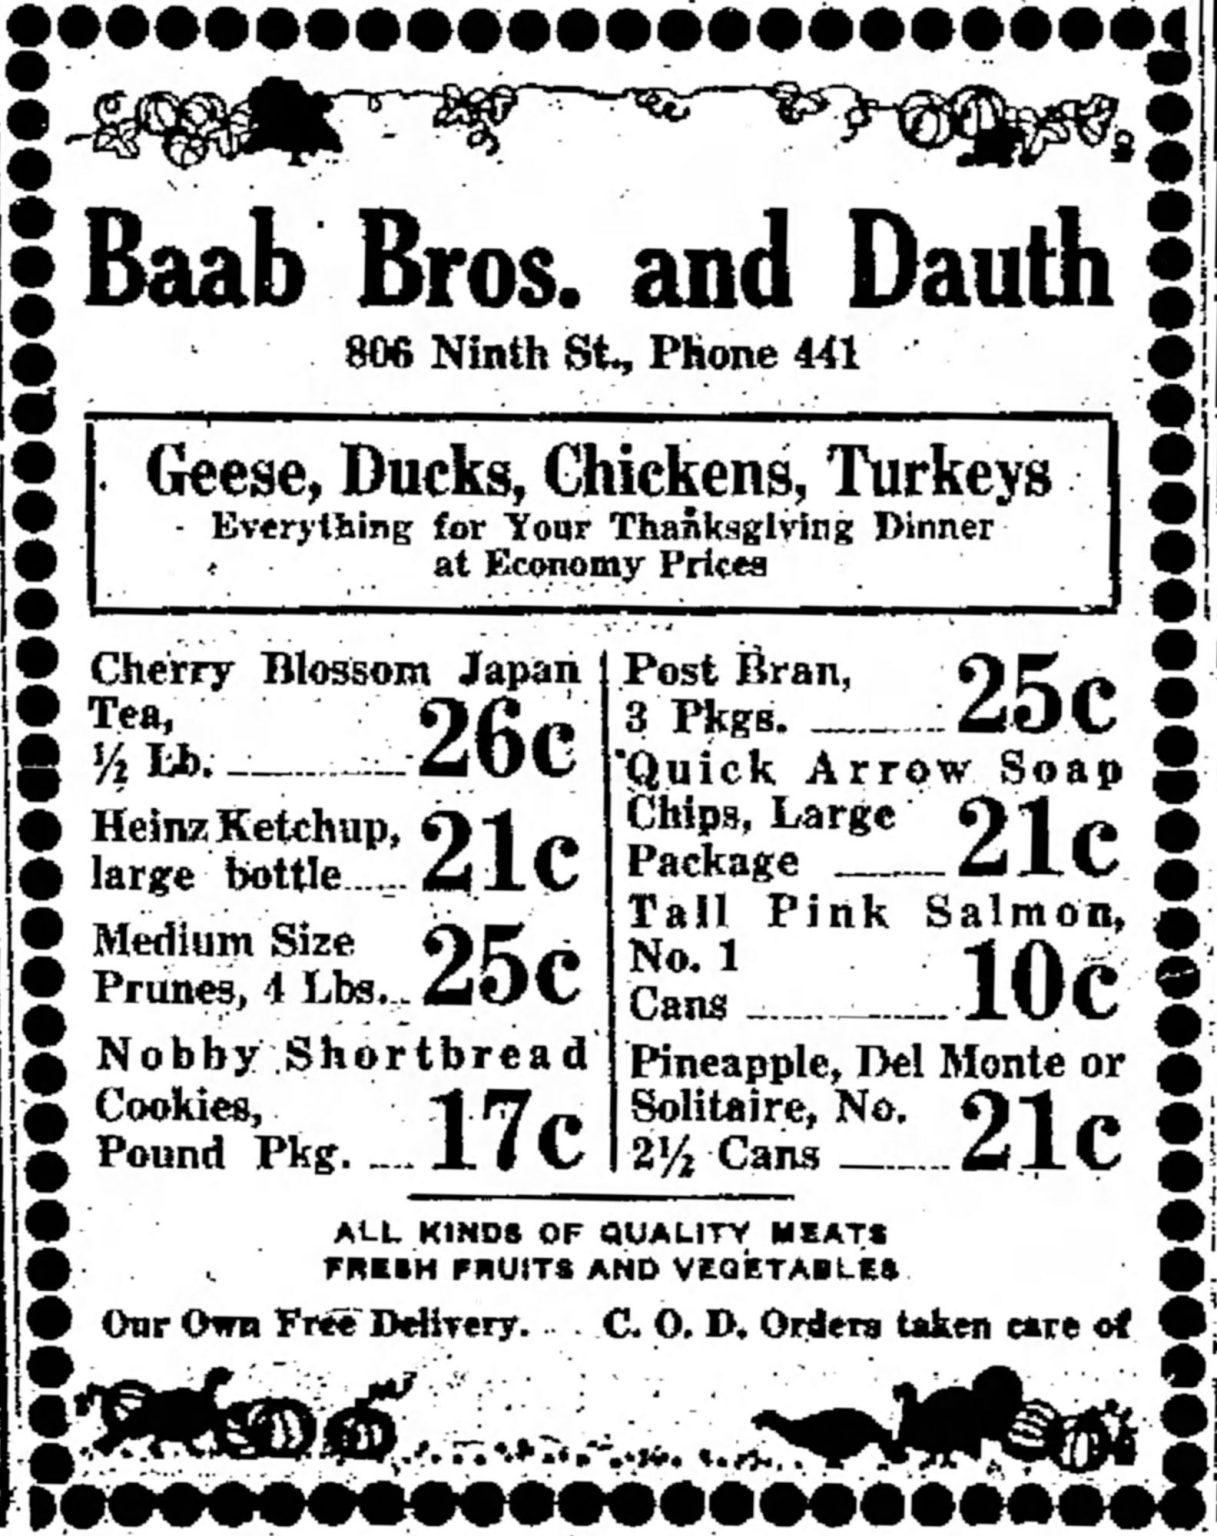 Baab Bros. and Dauth
806 Ninth St., Phone 441
Geese, Ducks, Chickens, Turkeys
Everything for Your Thanksgiving Dinner
at Economy Prices
Cherry Blossom Japan
Tea,
½ Lb. 26c
Heinz Ketchup,
large bottle 21c
Medium Size
Prunes, 4 Lbs. 25c
Nobby Shortbread
Cookies,
Pound Pkg. 17c
Post Bran,
3 Pkgs. 25c
Quick Arrow Soap
Chips, Large
Package 21c
Tall Pink Salmon,
No. 1
Cans 10c
Pineapple, Del Monte or
Solitaire, No.
2½ Cans 21c
ALL KINDS OF QUALITY MEATS
FRESH FRUITS AND VEGETABLES
Our Own Free Delivery. C. O. D. Orders taken care of